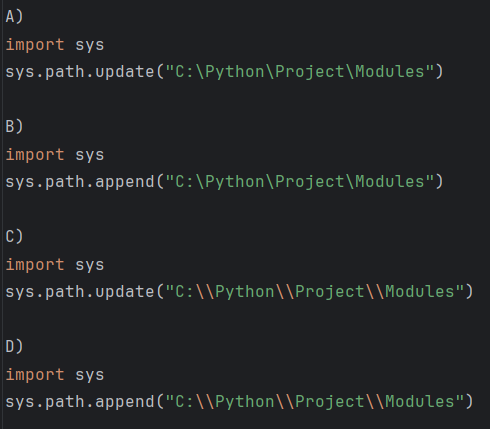 A)
import sys
sys.path.update("C:\Python\Project\Modules")
B)
import sys
sys.path.append("C:\Python\Project\Modules")
C)
import sys
sys.path.update("C:\\Python\\Project\\Modules")
D)
import sys
sys.path.append("C:\\Python\\Project\\Modules")